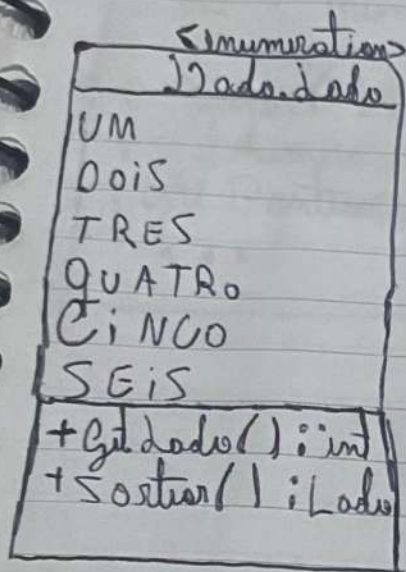 <enumeration>
Dado.Lado
UM
DOiS
TRES
QUATRO
CiNCO
SEiS
+GetLado() : int
+Sortear() : Lado